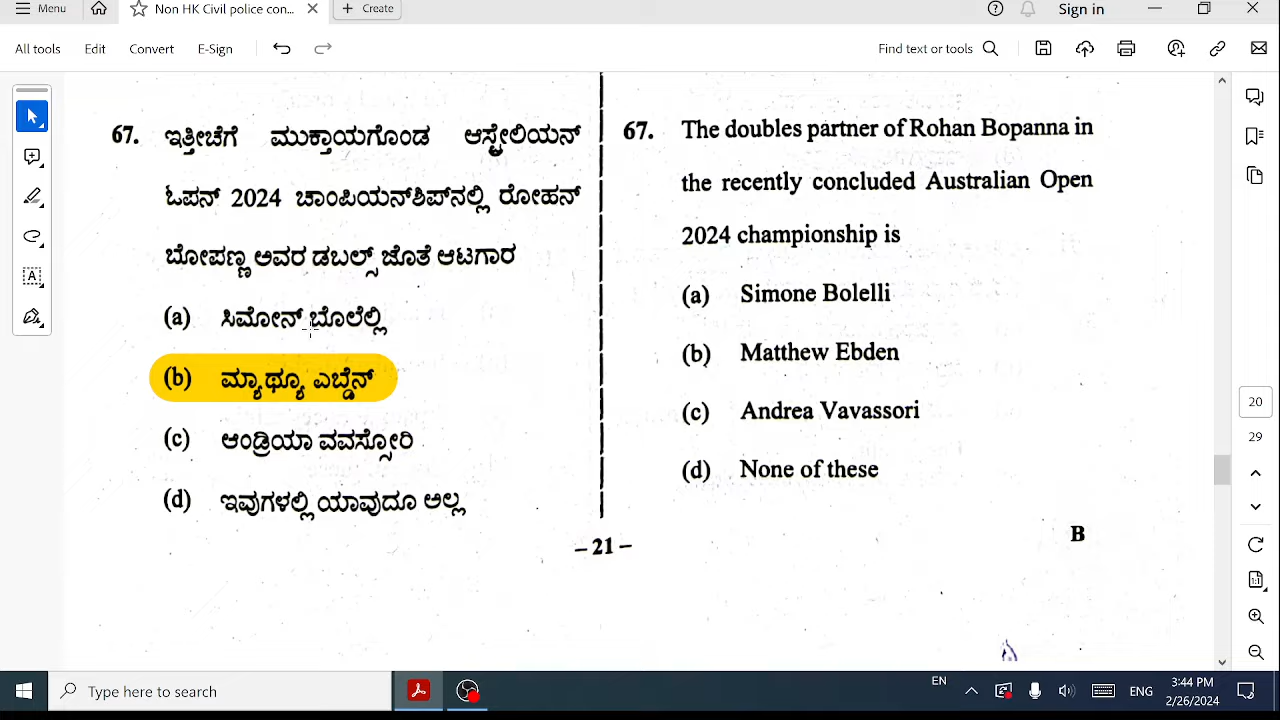 Menu
Non HK Civil police con...
Create
Sign in
All tools
Edit
Convert
E-Sign
Find text or tools
67. ಇತ್ತೀಚೆಗೆ ಮುಕ್ತಾಯಗೊಂಡ ಆಸ್ಟ್ರೇಲಿಯನ್
ಓಪನ್ 2024 ಚಾಂಪಿಯನ್‌ಶಿಪ್‌ನಲ್ಲಿ ರೋಹನ್
ಬೋಪಣ್ಣ ಅವರ ಡಬಲ್ಸ್ ಜೊತೆ ಆಟಗಾರ
(a) ಸಿಮೋನ್ ಬೊಲೆಲ್ಲಿ
(b) ಮ್ಯಾಥ್ಯೂ ಎಬ್ಡೆನ್
(c) ಆಂಡ್ರಿಯಾ ವವಸ್ಸೋರಿ
(d) ಇವುಗಳಲ್ಲಿ ಯಾವುದೂ ಅಲ್ಲ
67. The doubles partner of Rohan Bopanna in
the recently concluded Australian Open
2024 championship is
(a) Simone Bolelli
(b) Matthew Ebden
(c) Andrea Vavassori
(d) None of these
– 21 –
B
20
29
1:1
Type here to search
EN
ENG
3:44 PM
2/26/2024